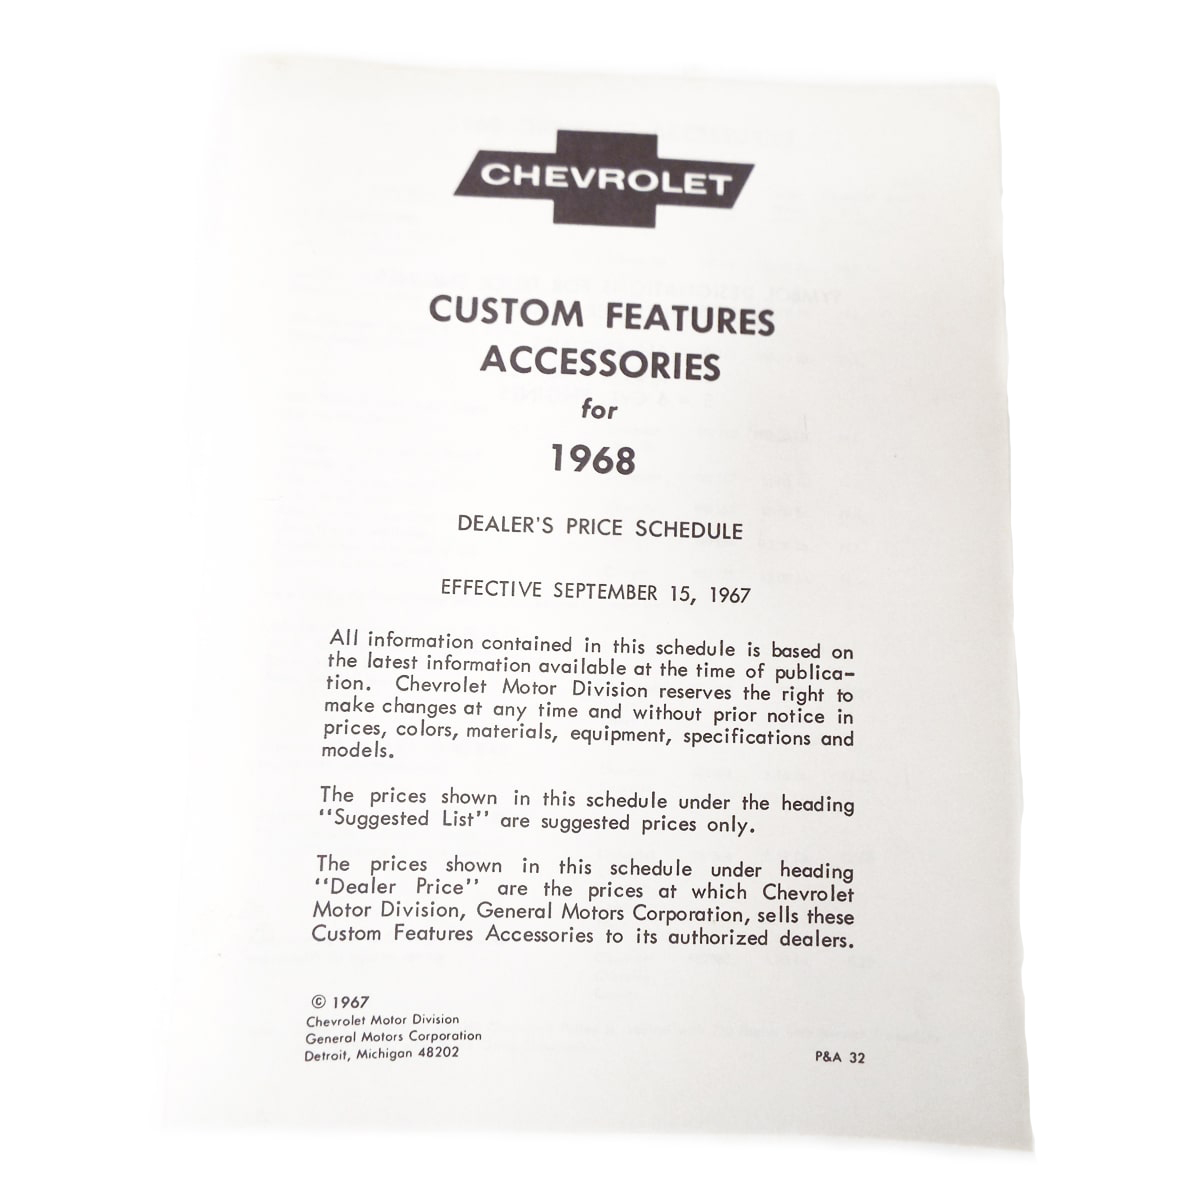 CHEVROLET
CUSTOM FEATURES
ACCESSORIES
for
1968
DEALER'S PRICE SCHEDULE
EFFECTIVE SEPTEMBER 15, 1967
All information contained in this schedule is based on
the latest information available at the time of publica-
tion. Chevrolet Motor Division reserves the right to
make changes at any time and without prior notice in
prices, colors, materials, equipment, specifications and
models.
The prices shown in this schedule under the heading
‘‘Suggested List’’ are suggested prices only.
The prices shown in this schedule under heading
‘‘Dealer Price’’ are the prices at which Chevrolet
Motor Division, General Motors Corporation, sells these
Custom Features Accessories to its authorized dealers.
© 1967
Chevrolet Motor Division
General Motors Corporation
Detroit, Michigan 48202
P&A 32